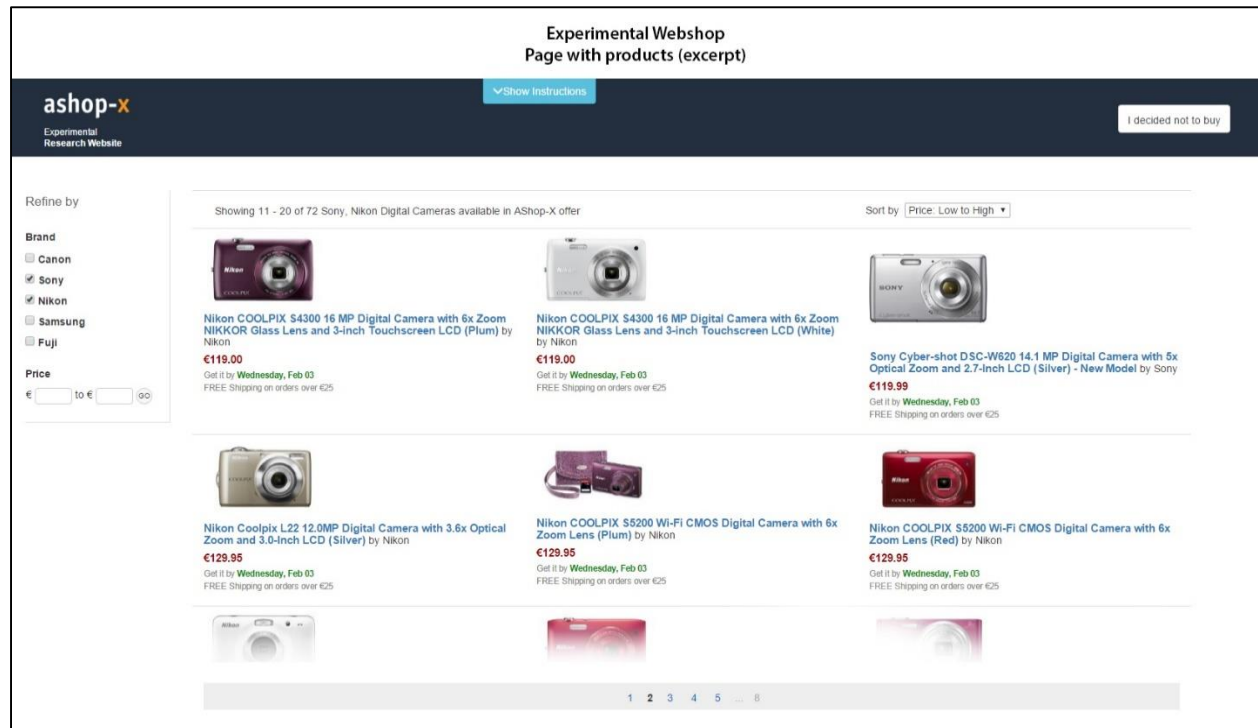 Experimental Webshop
Page with products (excerpt)
Show Instructions
ashop-x
Experimental
Research Website
I decided not to buy
Refine by
Brand
Canon
Sony
Nikon
Samsung
Fuji
Price
€ to € GO
Showing 11 - 20 of 72 Sony, Nikon Digital Cameras available in AShop-X offer
Sort by Price: Low to High
Nikon COOLPIX S4300 16 MP Digital Camera with 6x Zoom
NIKKOR Glass Lens and 3-inch Touchscreen LCD (Plum) by
Nikon
€119.00
Get it by Wednesday, Feb 03
FREE Shipping on orders over €25
Nikon COOLPIX S4300 16 MP Digital Camera with 6x Zoom
NIKKOR Glass Lens and 3-inch Touchscreen LCD (White)
by Nikon
€119.00
Get it by Wednesday, Feb 03
FREE Shipping on orders over €25
SONY
Sony Cyber-shot DSC-W620 14.1 MP Digital Camera with 5x
Optical Zoom and 2.7-Inch LCD (Silver) - New Model by Sony
€119.99
Get it by Wednesday, Feb 03
FREE Shipping on orders over €25
Nikon Coolpix L22 12.0MP Digital Camera with 3.6x Optical
Zoom and 3.0-Inch LCD (Silver) by Nikon
€129.95
Get it by Wednesday, Feb 03
FREE Shipping on orders over €25
Nikon COOLPIX S5200 Wi-Fi CMOS Digital Camera with 6x
Zoom Lens (Plum) by Nikon
€129.95
Get it by Wednesday, Feb 03
FREE Shipping on orders over €25
Nikon
Nikon COOLPIX S5200 Wi-Fi CMOS Digital Camera with 6x
Zoom Lens (Red) by Nikon
€129.95
Get it by Wednesday, Feb 03
FREE Shipping on orders over €25
Nikon
1 2 3 4 5 ... 8